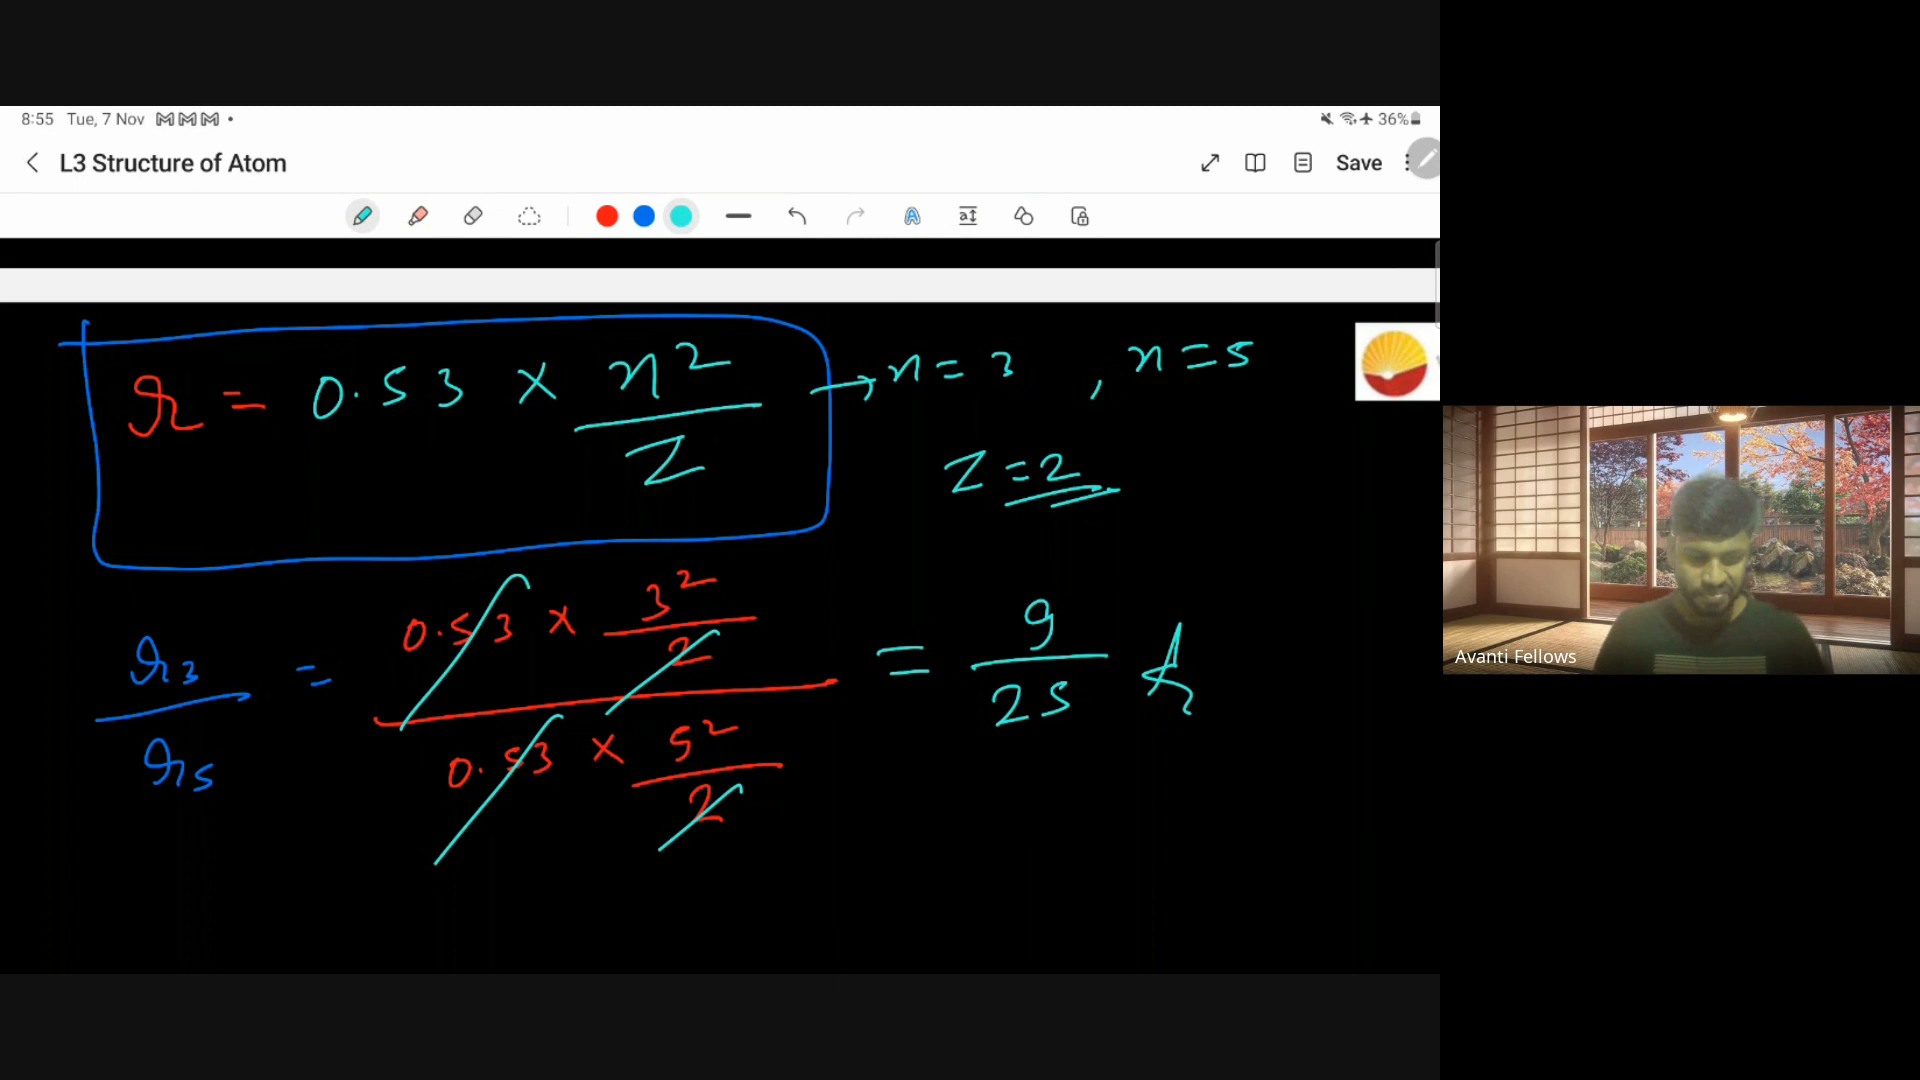 8:55 Tue, 7 Nov
36%
L3 Structure of Atom
Save
r = 0.53 × n²/Z → n = 3 , n = 5
Z = 2
r₃/r₅ = (0.53 × 3²/2)/(0.53 × 5²/2) = 9/25
Avanti Fellows